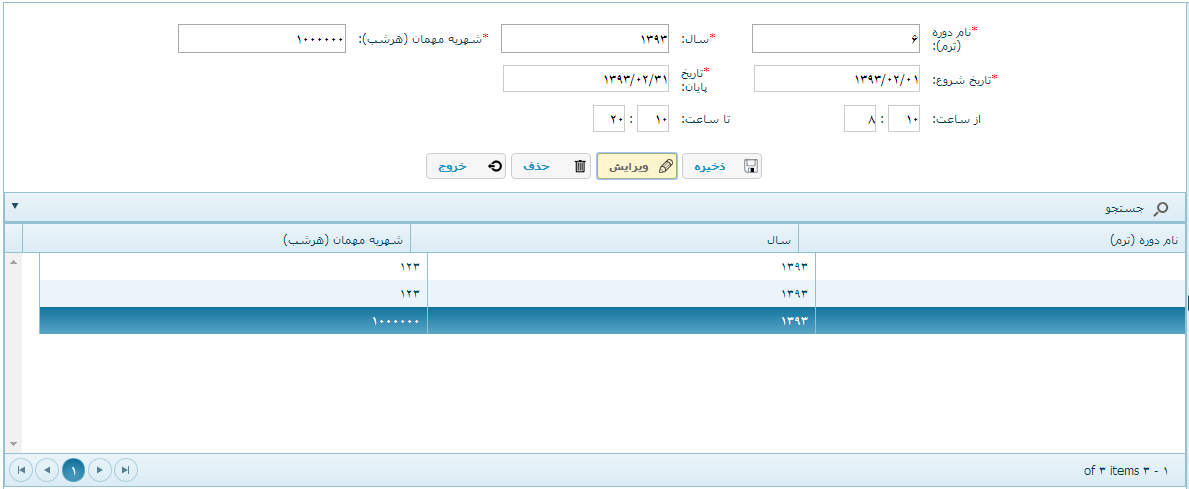 *نام دوره (ترم): ۶ *سال: ۱۳۹۳ *شهریه مهمان (هرشب): ۱۰۰۰۰۰۰
*تاریخ شروع: ۱۳۹۳/۰۲/۰۱ *تاریخ پایان: ۱۳۹۳/۰۲/۳۱
از ساعت: ۱۰ : ۸ تا ساعت: ۱۰ : ۲۰
ذخیره ویرایش حذف خروج
جستجو
نام دوره (ترم) سال شهریه مهمان (هرشب)
۱۳۹۳ ۱۲۳
۱۳۹۳ ۱۲۳
۱۳۹۳ ۱۰۰۰۰۰۰
۱
of ۳ items ۳ - ۱